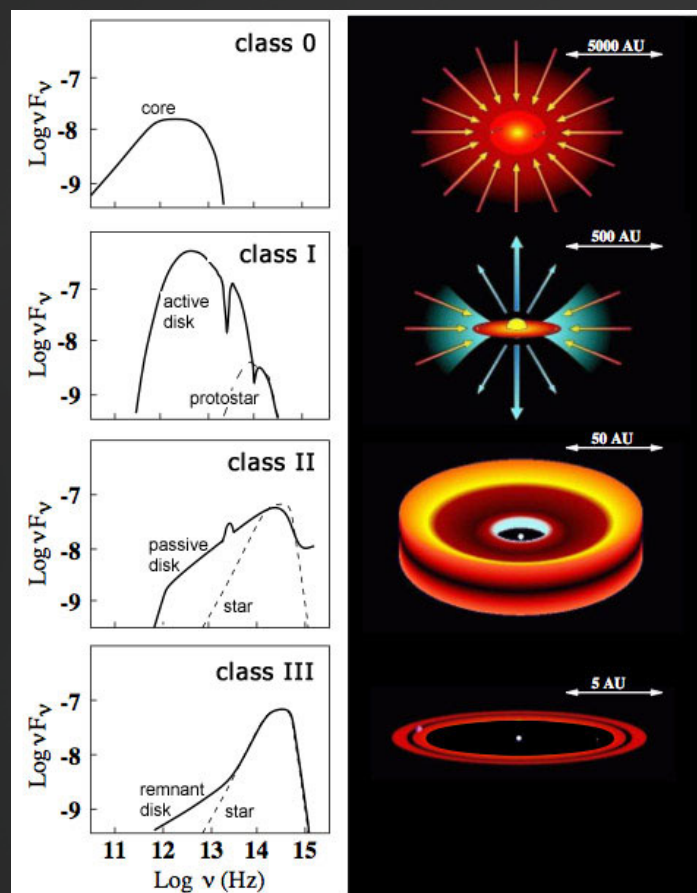 class 0
-7
core
-8
-9
Log νFν
5000 AU
class I
-7
active
disk
-8
protostar
-9
Log νFν
500 AU
class II
-7
passive
disk
-8
star
-9
Log νFν
50 AU
class III
-7
remnant
disk
-8
star
-9
Log νFν
5 AU
11 12 13 14 15
Log ν (Hz)